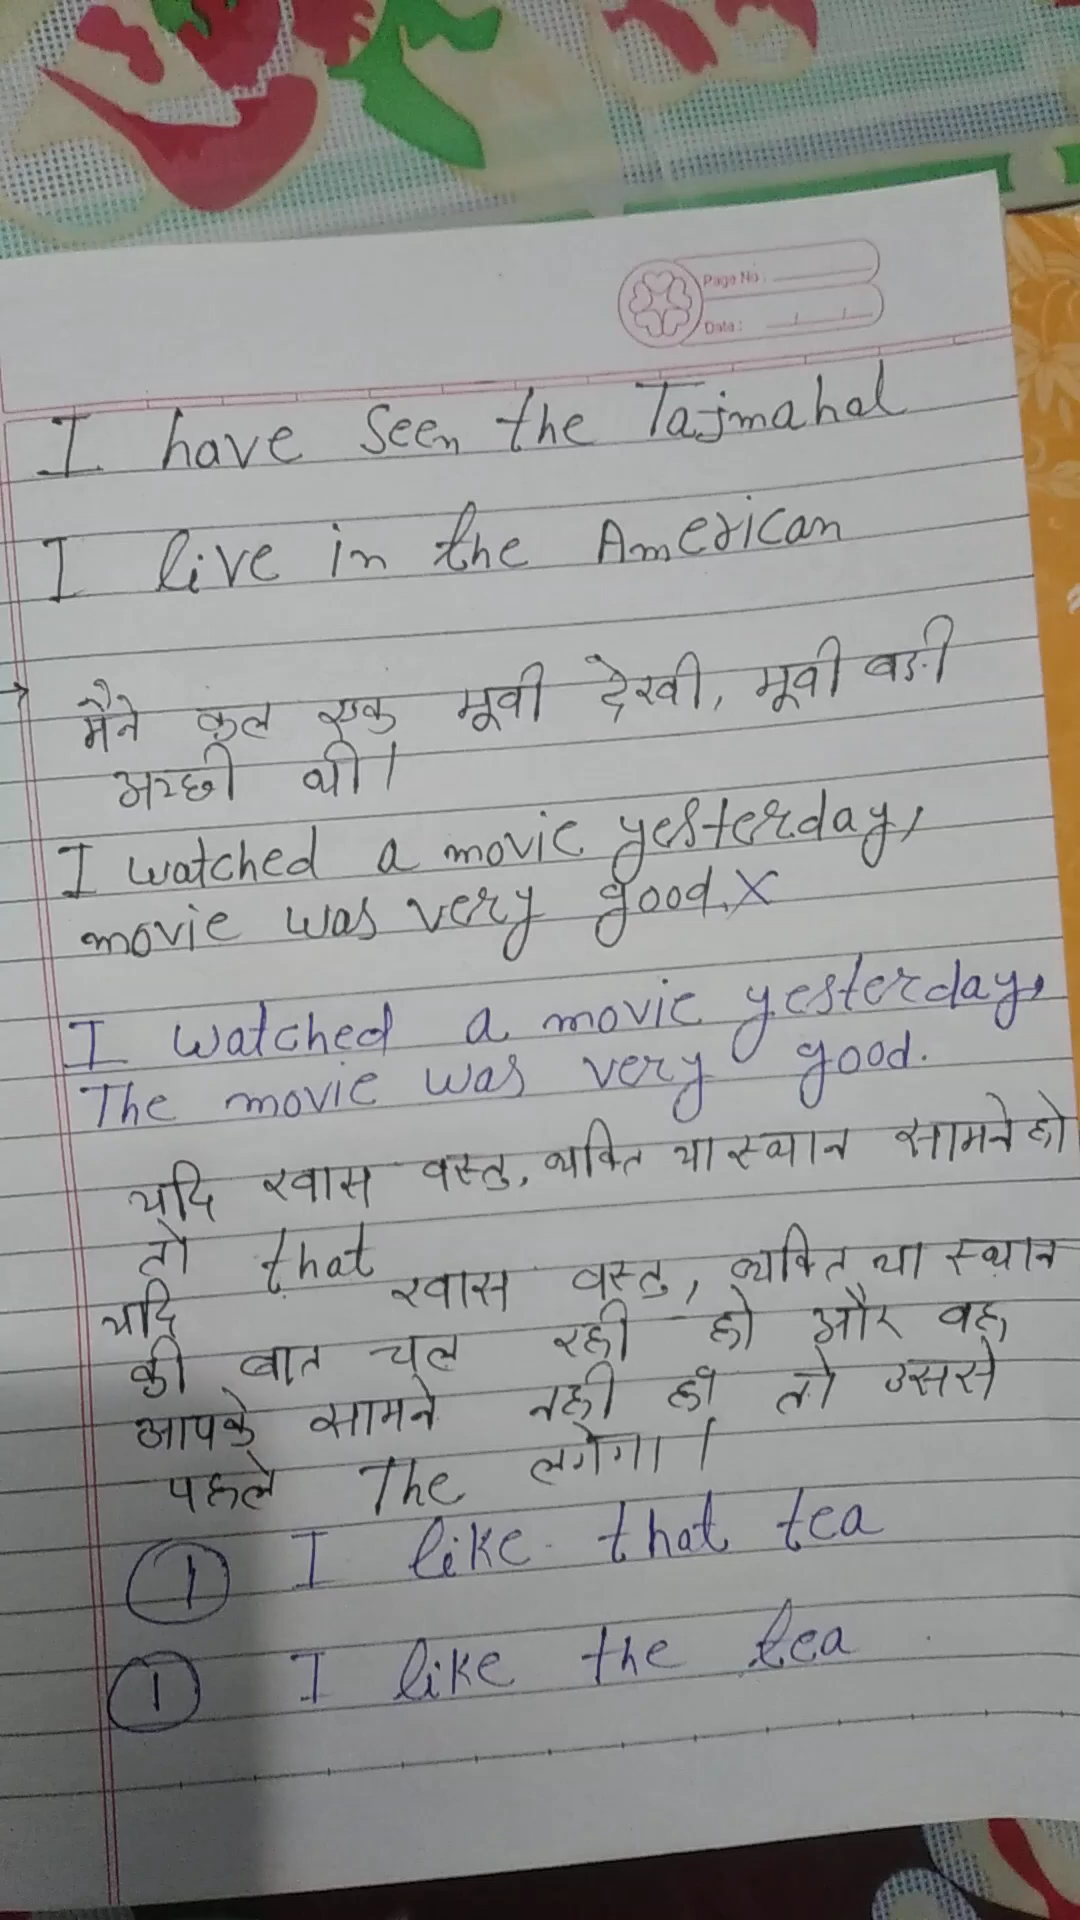 Page No.
Date:
I have seen the Tajmahal
I live in the American
मैने कल एक मूवी देखी, मूवी बड़ी
अच्छी थी।
I watched a movie yesterday,
movie was very good. X
I watched a movie yesterday,
The movie was very good.
यदि खास वस्तु, व्यक्ति या स्थान सामने हो
तो that
यदि खास वस्तु, व्यक्ति या स्थान
की बात चल रही हो और वह
आपके सामने नही हो तो उससे
पहले The लगेगा।
1 I like that tea
1 I like the tea